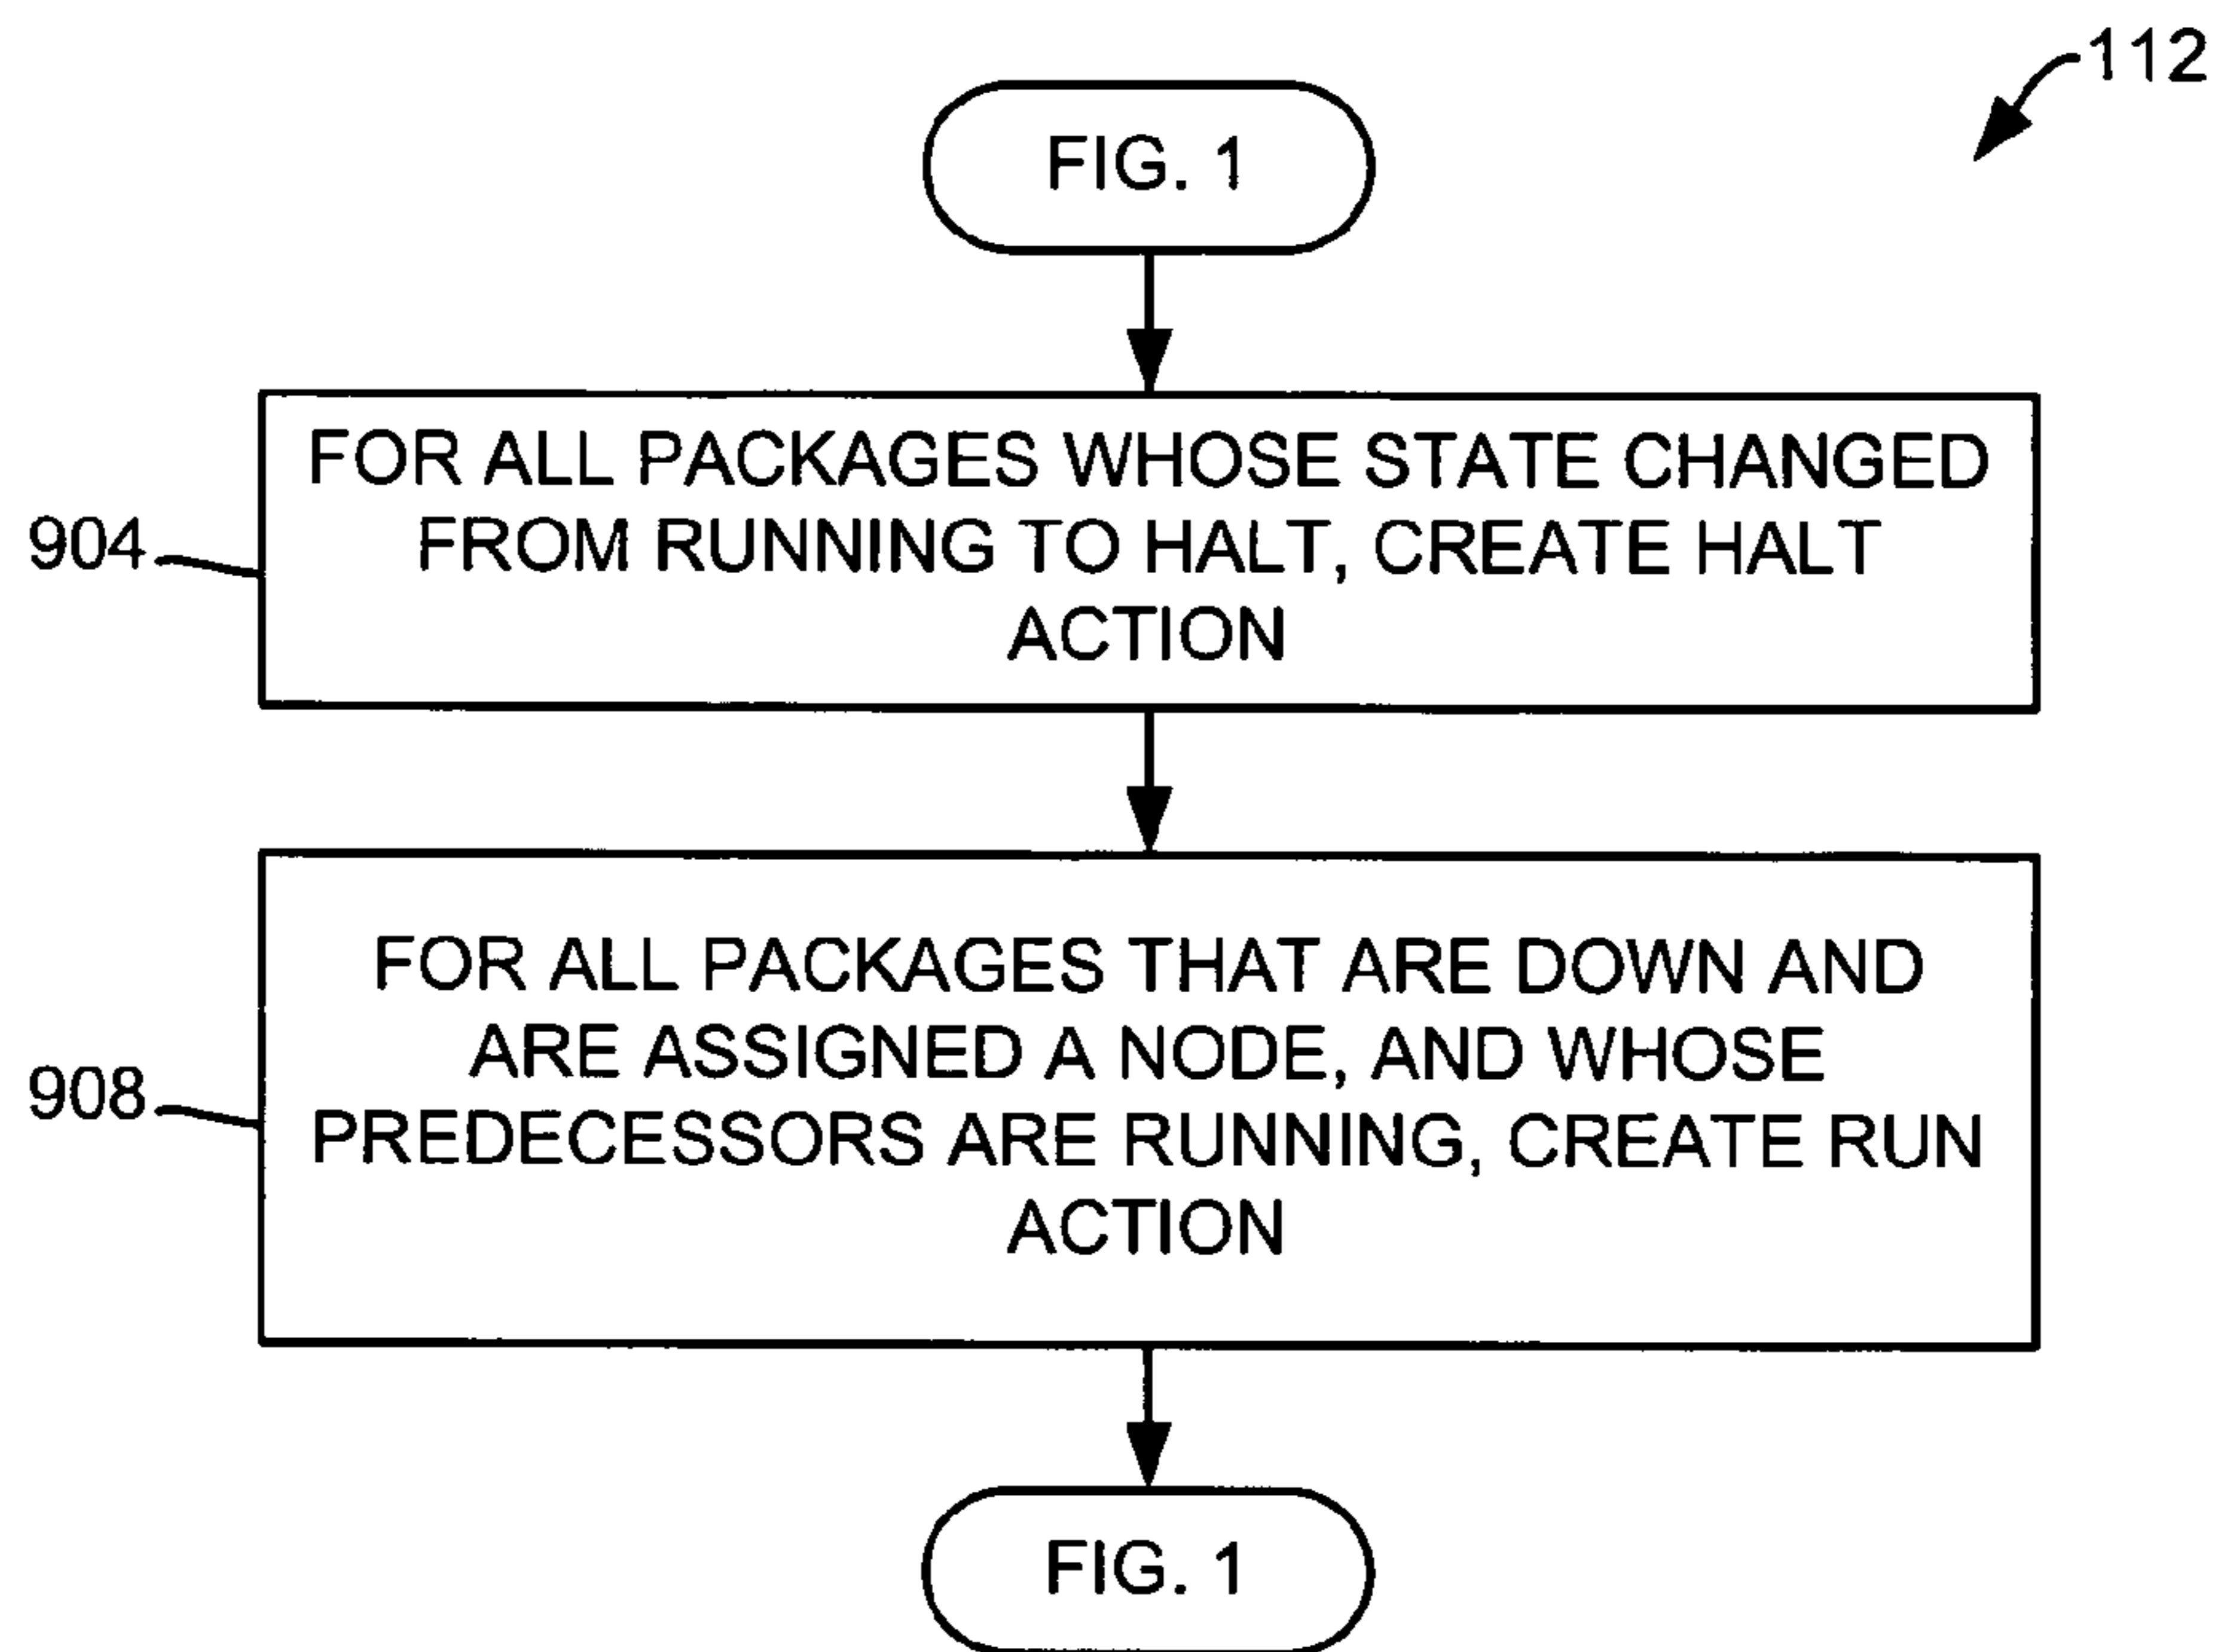 112
FIG. 1
FOR ALL PACKAGES WHOSE STATE CHANGED
FROM RUNNING TO HALT, CREATE HALT
ACTION
904
FOR ALL PACKAGES THAT ARE DOWN AND
ARE ASSIGNED A NODE, AND WHOSE
PREDECESSORS ARE RUNNING, CREATE RUN
ACTION
908
FIG. 1